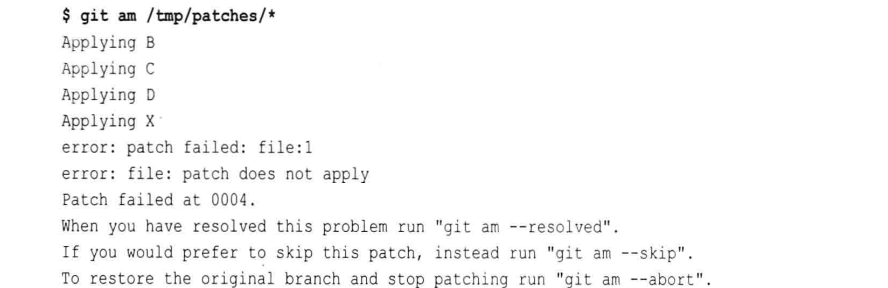 $ git am /tmp/patches/*
Applying B
Applying C
Applying D
Applying X
error: patch failed: file:1
error: file: patch does not apply
Patch failed at 0004.
When you have resolved this problem run "git am --resolved".
If you would prefer to skip this patch, instead run "git am --skip".
To restore the original branch and stop patching run "git am --abort".